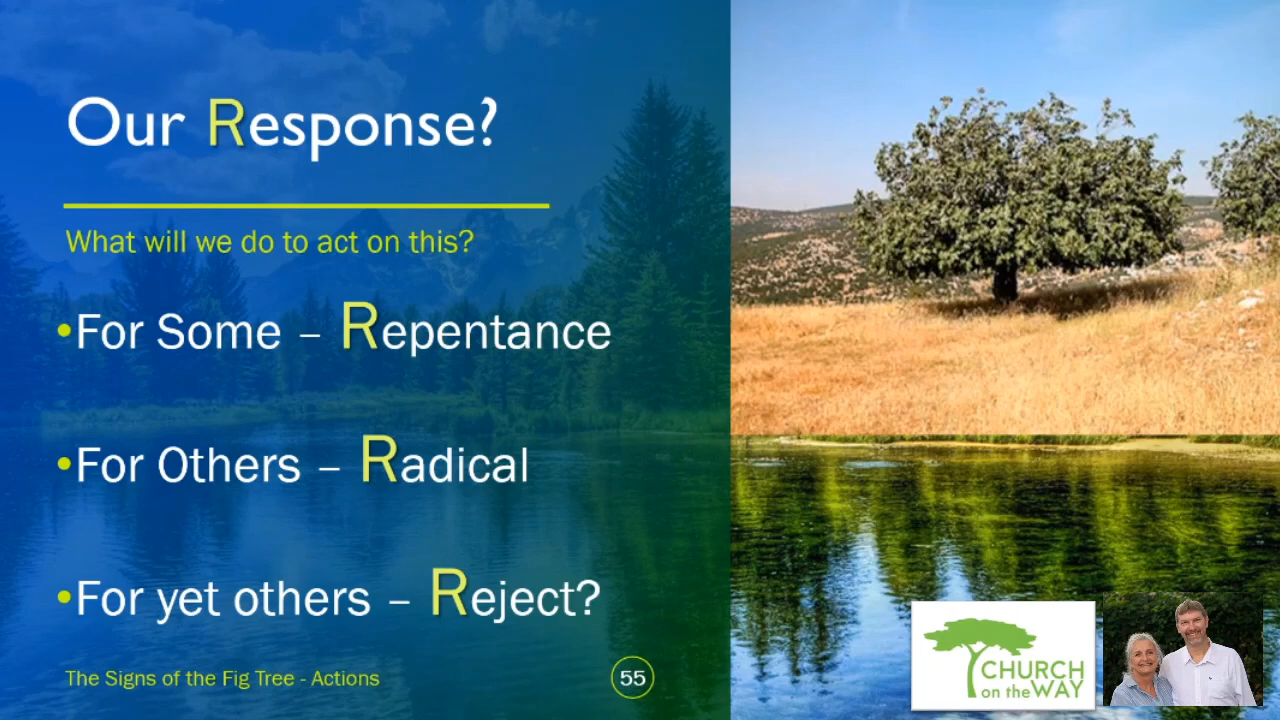 Our Response?
What will we do to act on this?
•For Some – Repentance
•For Others – Radical
•For yet others – Reject?
The Signs of the Fig Tree - Actions
55
CHURCH
on the WAY